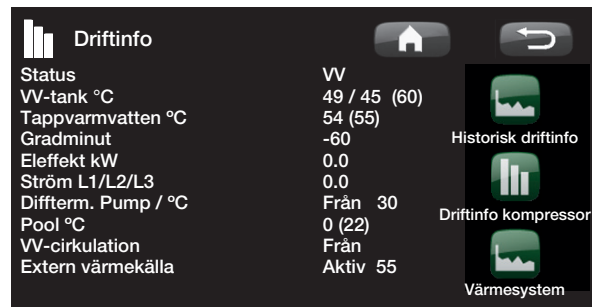 Driftinfo
Status VV
VV-tank °C 49 / 45 (60)
Tappvarmvatten ºC 54 (55)
Gradminut -60
Eleffekt kW 0.0
Ström L1/L2/L3 0.0
Diffterm. Pump / ºC Från 30
Pool ºC 0 (22)
VV-cirkulation Från
Extern värmekälla Aktiv 55
Historisk driftinfo
Driftinfo kompressor
Värmesystem